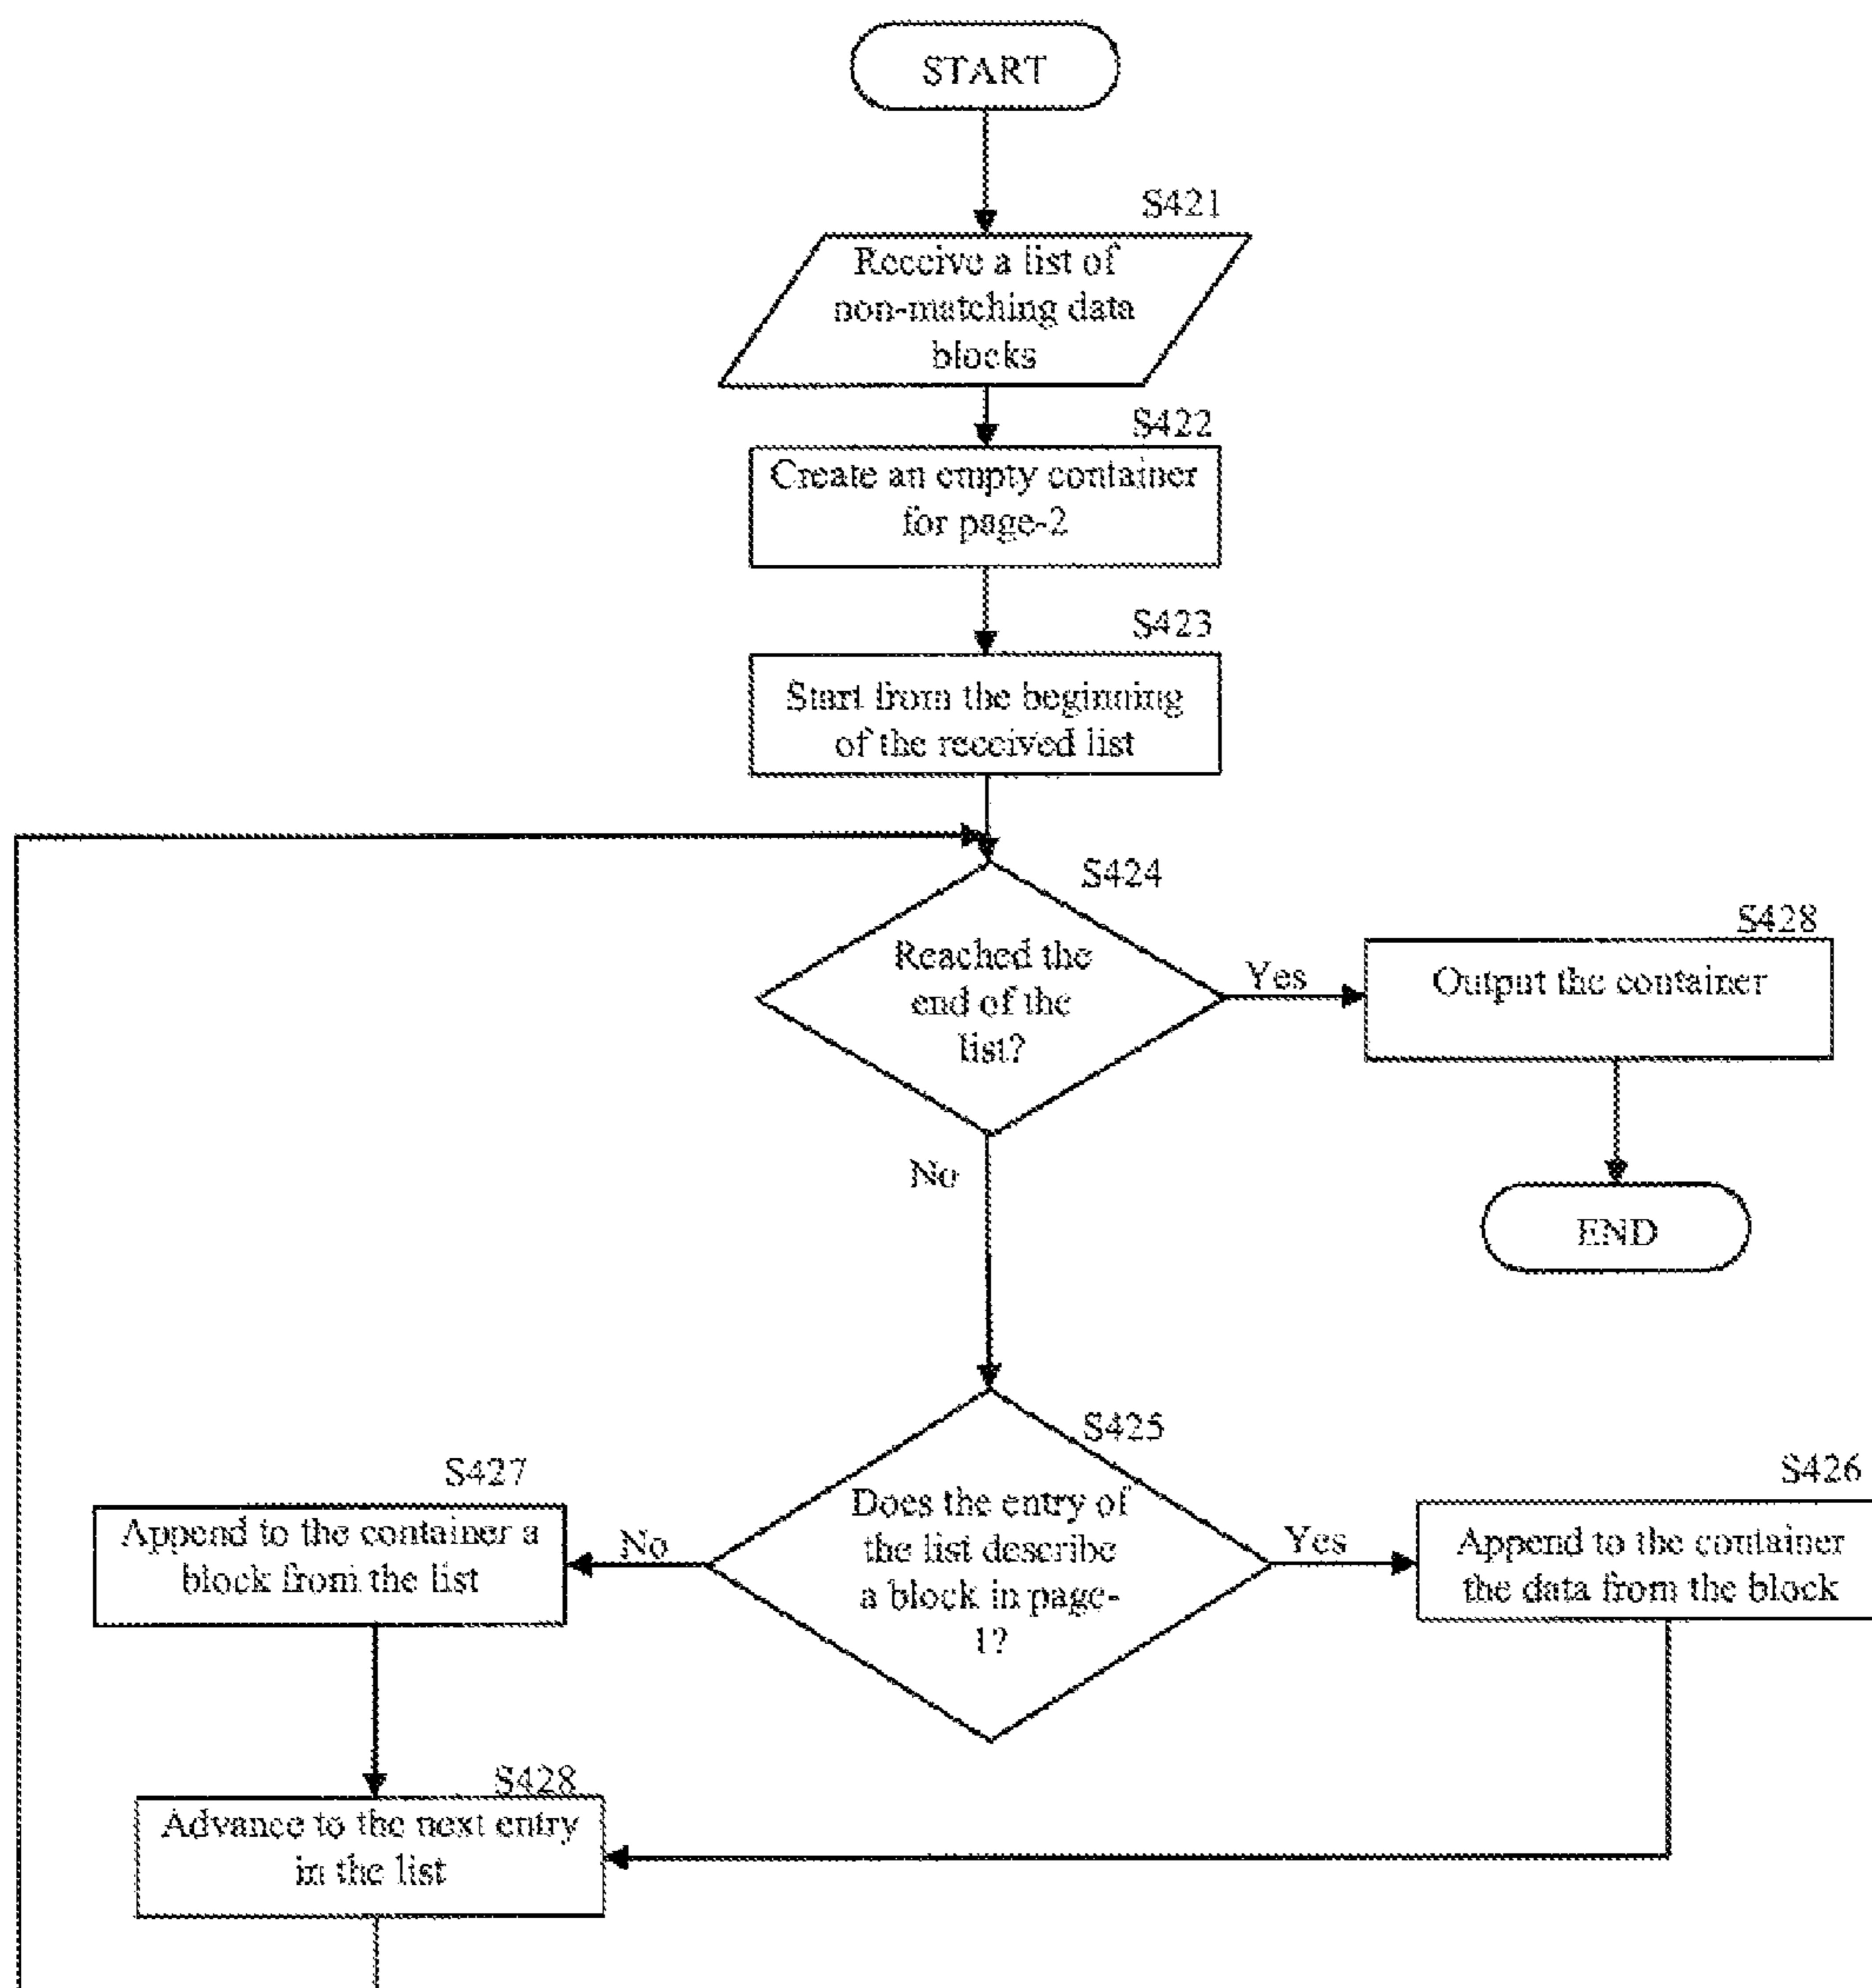 START
S421
Receive a list of
non-matching data
blocks
S422
Create an empty container
for page-2
S423
Start from the beginning
of the received list
S424
Reached the
end of the
list?
Yes
S428
Output the container
No
END
S425
Does the entry of
the list describe
a block in page-
1?
No
S427
Append to the container a
block from the list
Yes
S426
Append to the container
the data from the block
S428
Advance to the next entry
in the list